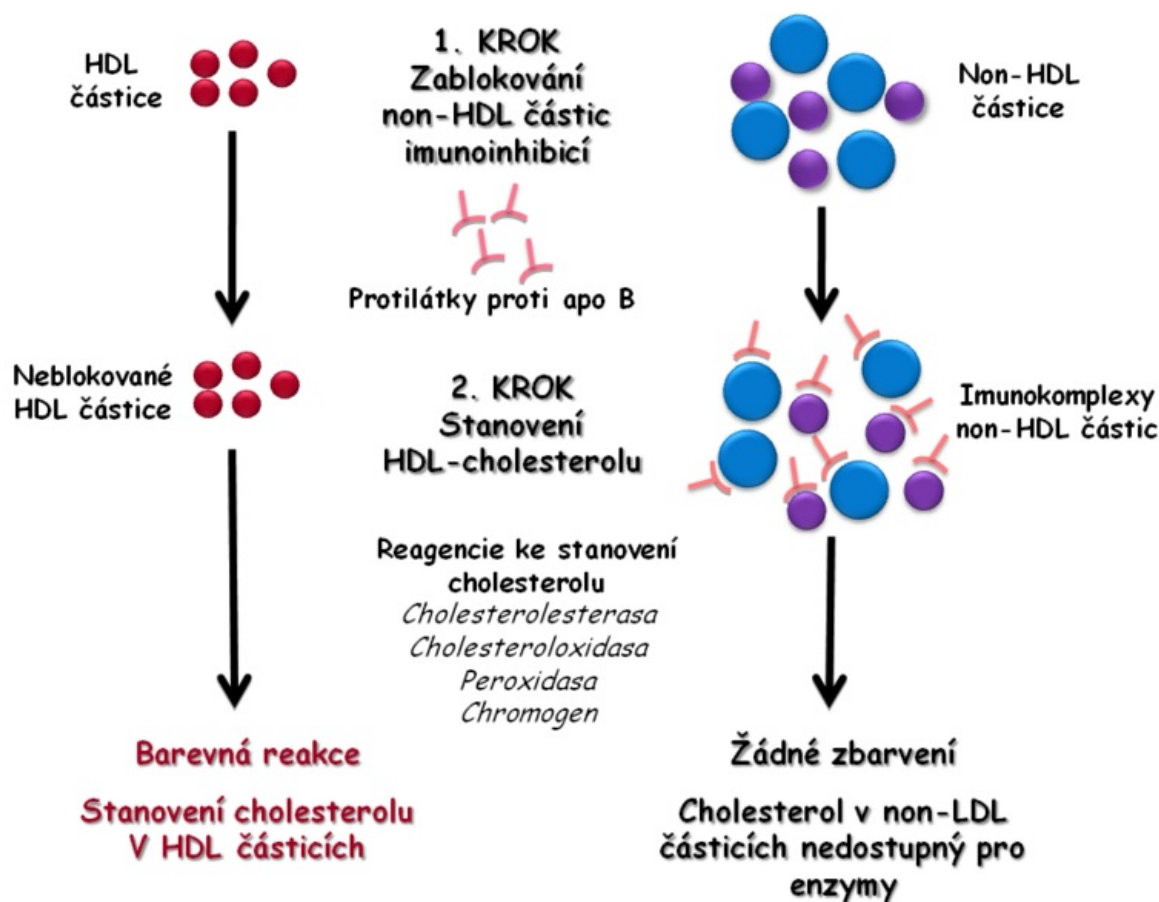 HDL
částice
1. KROK
Zablokování
non-HDL částic
imunoinhibicí
Non-HDL
částice
Protilátky proti apo B
Neblokované
HDL částice
2. KROK
Stanovení
HDL-cholesterolu
Imunokomplexy
non-HDL částic
Reagencie ke stanovení
cholesterolu
Cholesterolesterasa
Cholesteroloxidasa
Peroxidasa
Chromogen
Barevná reakce
Stanovení cholesterolu
V HDL částicích
Žádné zbarvení
Cholesterol v non-LDL
částicích nedostupný pro
enzymy